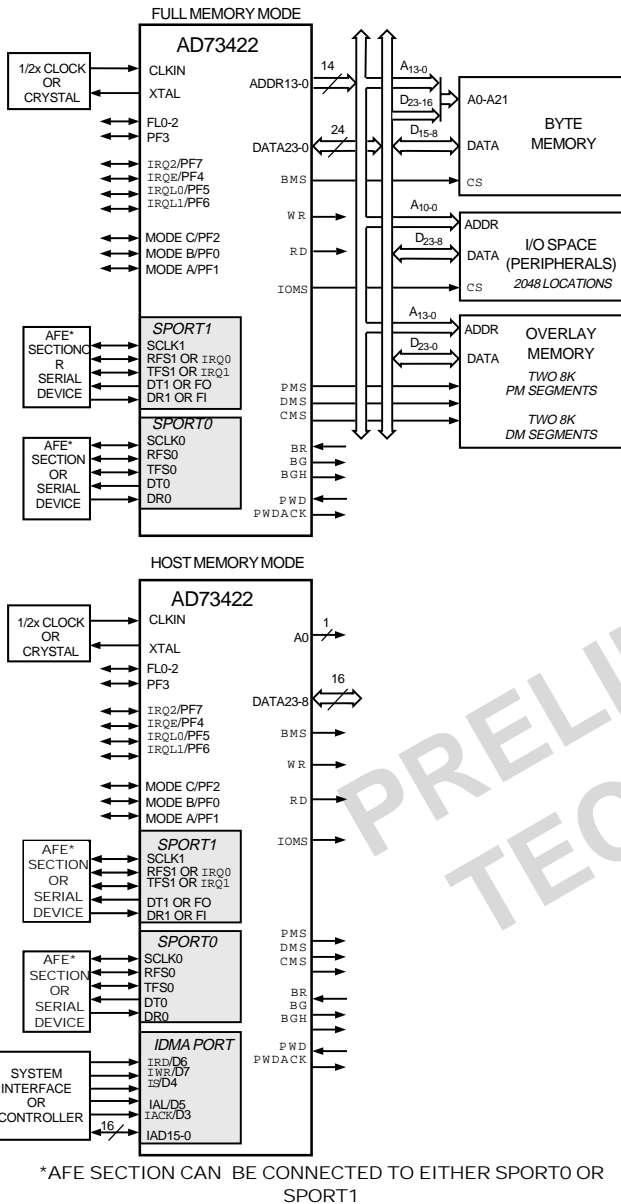 FULL MEMORY MODE
AD73422
1/2x CLOCK
OR
CRYSTAL
CLKIN
XTAL
FL0-2
PF3
IRQ2/PF7
IRQE/PF4
IRQL0/PF5
IRQL1/PF6
MODE C/PF2
MODE B/PF0
MODE A/PF1
AFE*
SECTIONO
R
SERIAL
DEVICE
SPORT1
SCLK1
RFS1 OR IRQ0
TFS1 OR IRQ1
DT1 OR FO
DR1 OR FI
AFE*
SECTION
OR
SERIAL
DEVICE
SPORT0
SCLK0
RFS0
TFS0
DT0
DR0
14
ADDR13-0
24
DATA23-0
BMS
WR
RD
IOMS
PMS
DMS
CMS
BR
BG
BGH
PWD
PWDACK
A13-0
D23-16
D15-8
A0-A21
DATA
CS
BYTE
MEMORY
A10-0
D23-8
ADDR
DATA
CS
I/O SPACE
(PERIPHERALS)
2048 LOCATIONS
A13-0
D23-0
ADDR
DATA
OVERLAY
MEMORY
TWO 8K
PM SEGMENTS
TWO 8K
DM SEGMENTS
HOST MEMORY MODE
AD73422
1/2x CLOCK
OR
CRYSTAL
CLKIN
XTAL
FL0-2
PF3
IRQ2/PF7
IRQE/PF4
IRQL0/PF5
IRQL1/PF6
MODE C/PF2
MODE B/PF0
MODE A/PF1
AFE*
SECTION
OR
SERIAL
DEVICE
SPORT1
SCLK1
RFS1 OR IRQ0
TFS1 OR IRQ1
DT1 OR FO
DR1 OR FI
AFE*
SECTION
OR
SERIAL
DEVICE
SPORT0
SCLK0
RFS0
TFS0
DT0
DR0
SYSTEM
INTERFACE
OR
CONTROLLER
16
IDMA PORT
IRD/D6
IWR/D7
IS/D4
IAL/D5
IACK/D3
IAD15-0
1
A0
16
DATA23-8
BMS
WR
RD
IOMS
PMS
DMS
CMS
BR
BG
BGH
PWD
PWDACK
PRELI
TEC
*AFE SECTION CAN BE CONNECTED TO EITHER SPORT0 OR
SPORT1